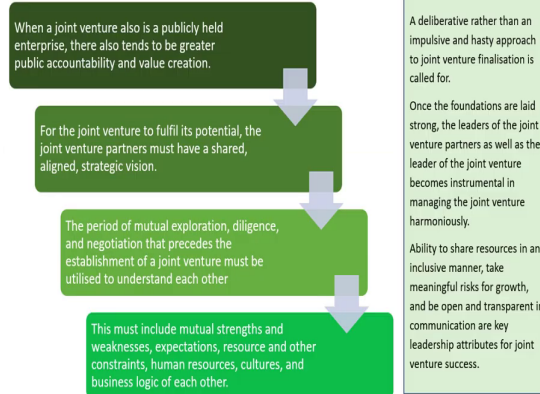 When a joint venture also is a publicly held
enterprise, there also tends to be greater
public accountability and value creation.
For the joint venture to fulfil its potential, the
joint venture partners must have a shared,
aligned, strategic vision.
The period of mutual exploration, diligence,
and negotiation that precedes the
establishment of a joint venture must be
utilised to understand each other
This must include mutual strengths and
weaknesses, expectations, resource and other
constraints, human resources, cultures, and
business logic of each other.
A deliberative rather than an
impulsive and hasty approach
to joint venture finalisation is
called for.
Once the foundations are laid
strong, the leaders of the joint
venture partners as well as the
leader of the joint venture
becomes instrumental in
managing the joint venture
harmoniously.
Ability to share resources in an
inclusive manner, take
meaningful risks for growth,
and be open and transparent in
communication are key
leadership attributes for joint
venture success.